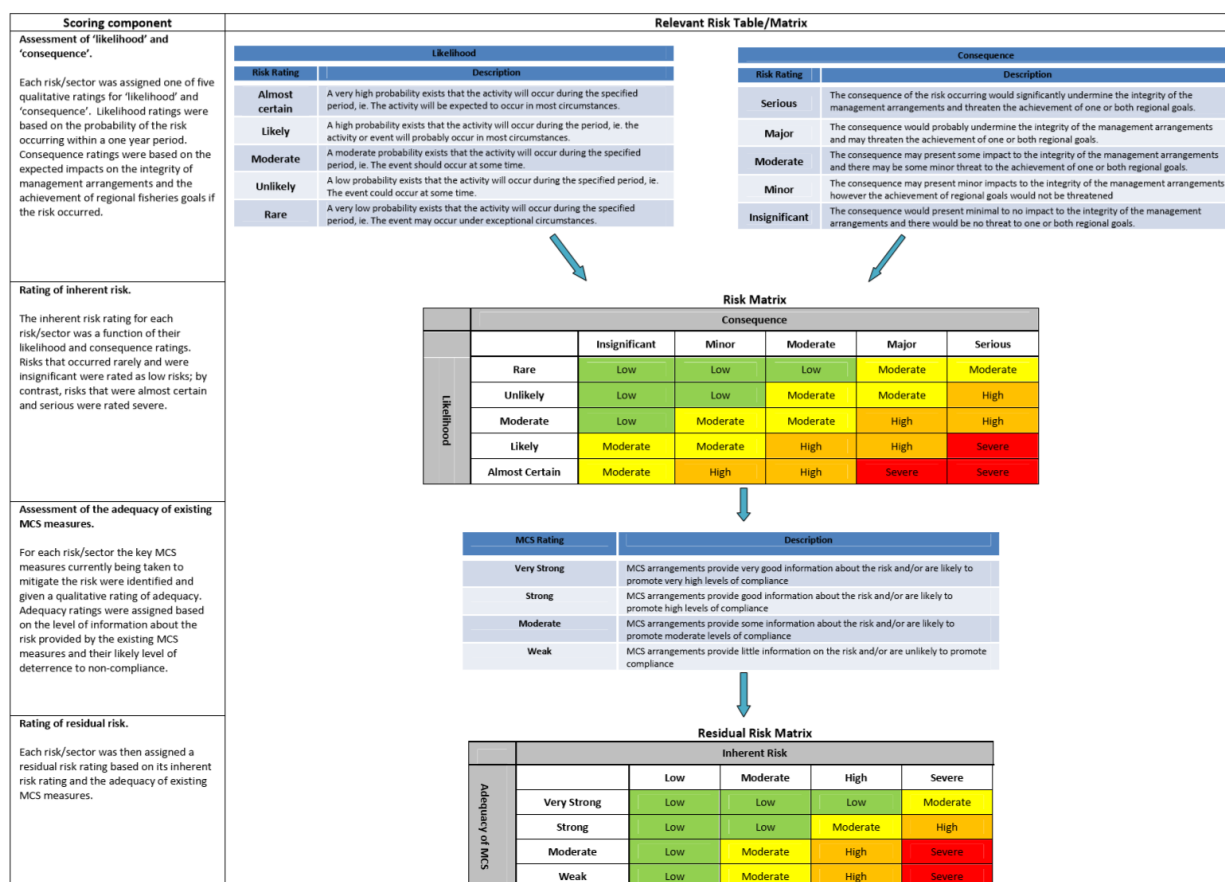 Scoring component
Relevant Risk Table/Matrix
Assessment of 'likelihood' and
'consequence'.
Each risk/sector was assigned one of five
qualitative ratings for 'likelihood' and
'consequence'. Likelihood ratings were
based on the probability of the risk
occurring within a one year period.
Consequence ratings were based on the
expected impacts on the integrity of
management arrangements and the
achievement of regional fisheries goals if
the risk occurred.
Likelihood
Risk Rating Description
Almost certain
A very high probability exists that the activity will occur during the specified
period, ie. The activity will be expected to occur in most circumstances.
Likely
A high probability exists that the activity will occur during the period, ie. the
activity or event will probably occur in most circumstances.
Moderate
A moderate probability exists that the activity will occur during the specified
period, ie. The event should occur at some time.
Unlikely
A low probability exists that the activity will occur during the specified period, ie.
The event could occur at some time.
Rare
A very low probability exists that the activity will occur during the specified
period, ie. The event may occur under exceptional circumstances.
Consequence
Risk Rating Description
Serious
The consequence of the risk occurring would significantly undermine the integrity of the
management arrangements and threaten the achievement of one or both regional goals.
Major
The consequence would probably undermine the integrity of the management arrangements
and may threaten the achievement of one or both regional goals.
Moderate
The consequence may present some impact to the integrity of the management arrangements
and there may be some minor threat to the achievement of one or both regional goals.
Minor
The consequence may present minor impacts to the integrity of the management arrangements
however the achievement of regional goals would not be threatened
Insignificant
The consequence would present minimal to no impact to the integrity of the management
arrangements and there would be no threat to one or both regional goals.
Rating of inherent risk.
The inherent risk rating for each
risk/sector was a function of their
likelihood and consequence ratings.
Risks that occurred rarely and were
insignificant were rated as low risks; by
contrast, risks that were almost certain
and serious were rated severe.
Risk Matrix
Consequence
Insignificant Minor Moderate Major Serious
Likelihood
Rare Low Low Low Moderate Moderate
Unlikely Low Low Moderate Moderate High
Moderate Low Moderate Moderate High High
Likely Moderate Moderate High High Severe
Almost Certain Moderate High High Severe Severe
Assessment of the adequacy of existing
MCS measures.
For each risk/sector the key MCS
measures currently being taken to
mitigate the risk were identified and
given a qualitative rating of adequacy.
Adequacy ratings were assigned based
on the level of information about the
risk provided by the existing MCS
measures and their likely level of
deterrence to non-compliance.
MCS Rating Description
Very Strong
MCS arrangements provide very good information about the risk and/or are likely to
promote very high levels of compliance
Strong
MCS arrangements provide good information about the risk and/or are likely to
promote high levels of compliance
Moderate
MCS arrangements provide some information about the risk and/or are likely to
promote moderate levels of compliance
Weak
MCS arrangements provide little information on the risk and/or are unlikely to promote
compliance
Rating of residual risk.
Each risk/sector was then assigned a
residual risk rating based on its inherent
risk rating and the adequacy of existing
MCS measures.
Residual Risk Matrix
Inherent Risk
Low Moderate High Severe
Adequacy of MCS
Very Strong Low Low Low Moderate
Strong Low Low Moderate High
Moderate Low Moderate High Severe
Weak Low Moderate High Severe